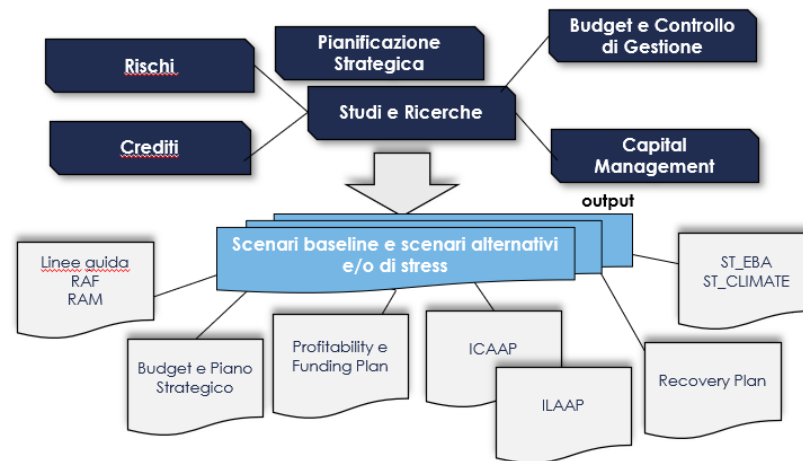 Pianificazione
Strategica
Budget e Controllo
di Gestione
Rischi
Studi e Ricerche
Crediti
Capital
Management
output
Scenari baseline e scenari alternativi
e/o di stress
Linee guida
RAF
RAM
ST_EBA
ST_CLIMATE
Budget e Piano
Strategico
Profitability e
Funding Plan
ICAAP
ILAAP
Recovery Plan